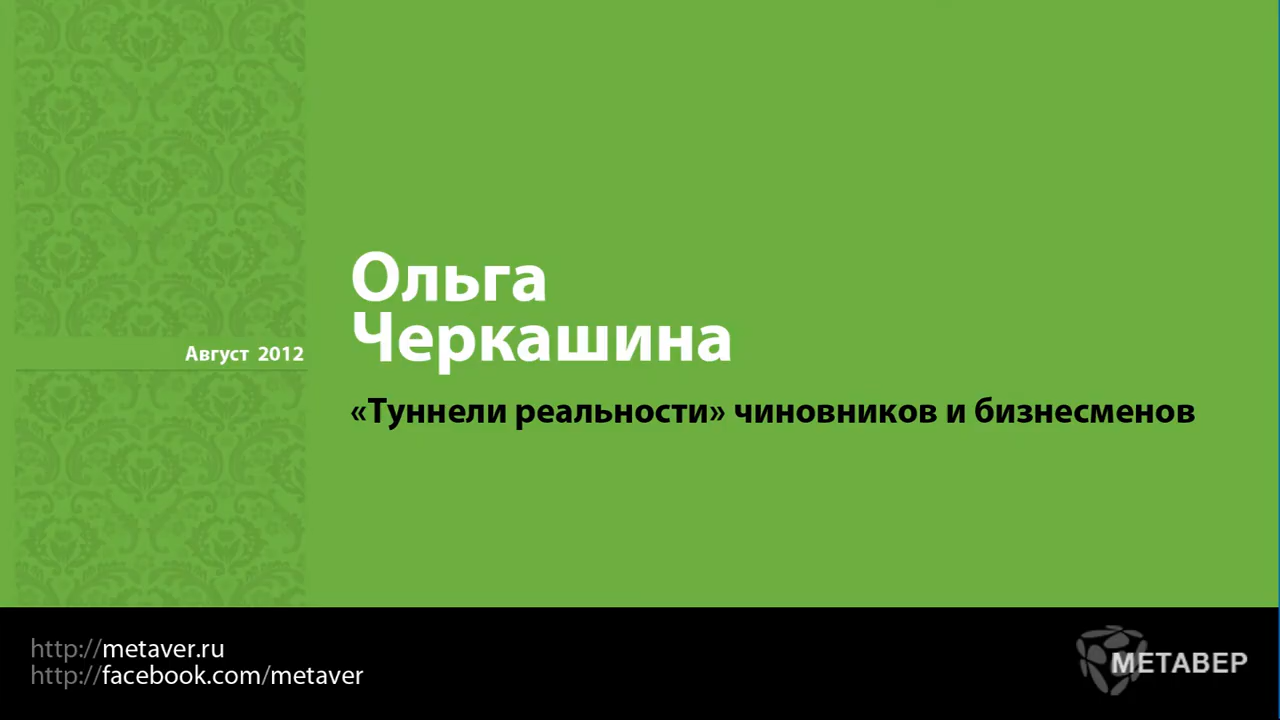 Август 2012
Ольга
Черкашина
«Туннели реальности» чиновников и бизнесменов
http://metaver.ru
http://facebook.com/metaver
МЕТАВЕР